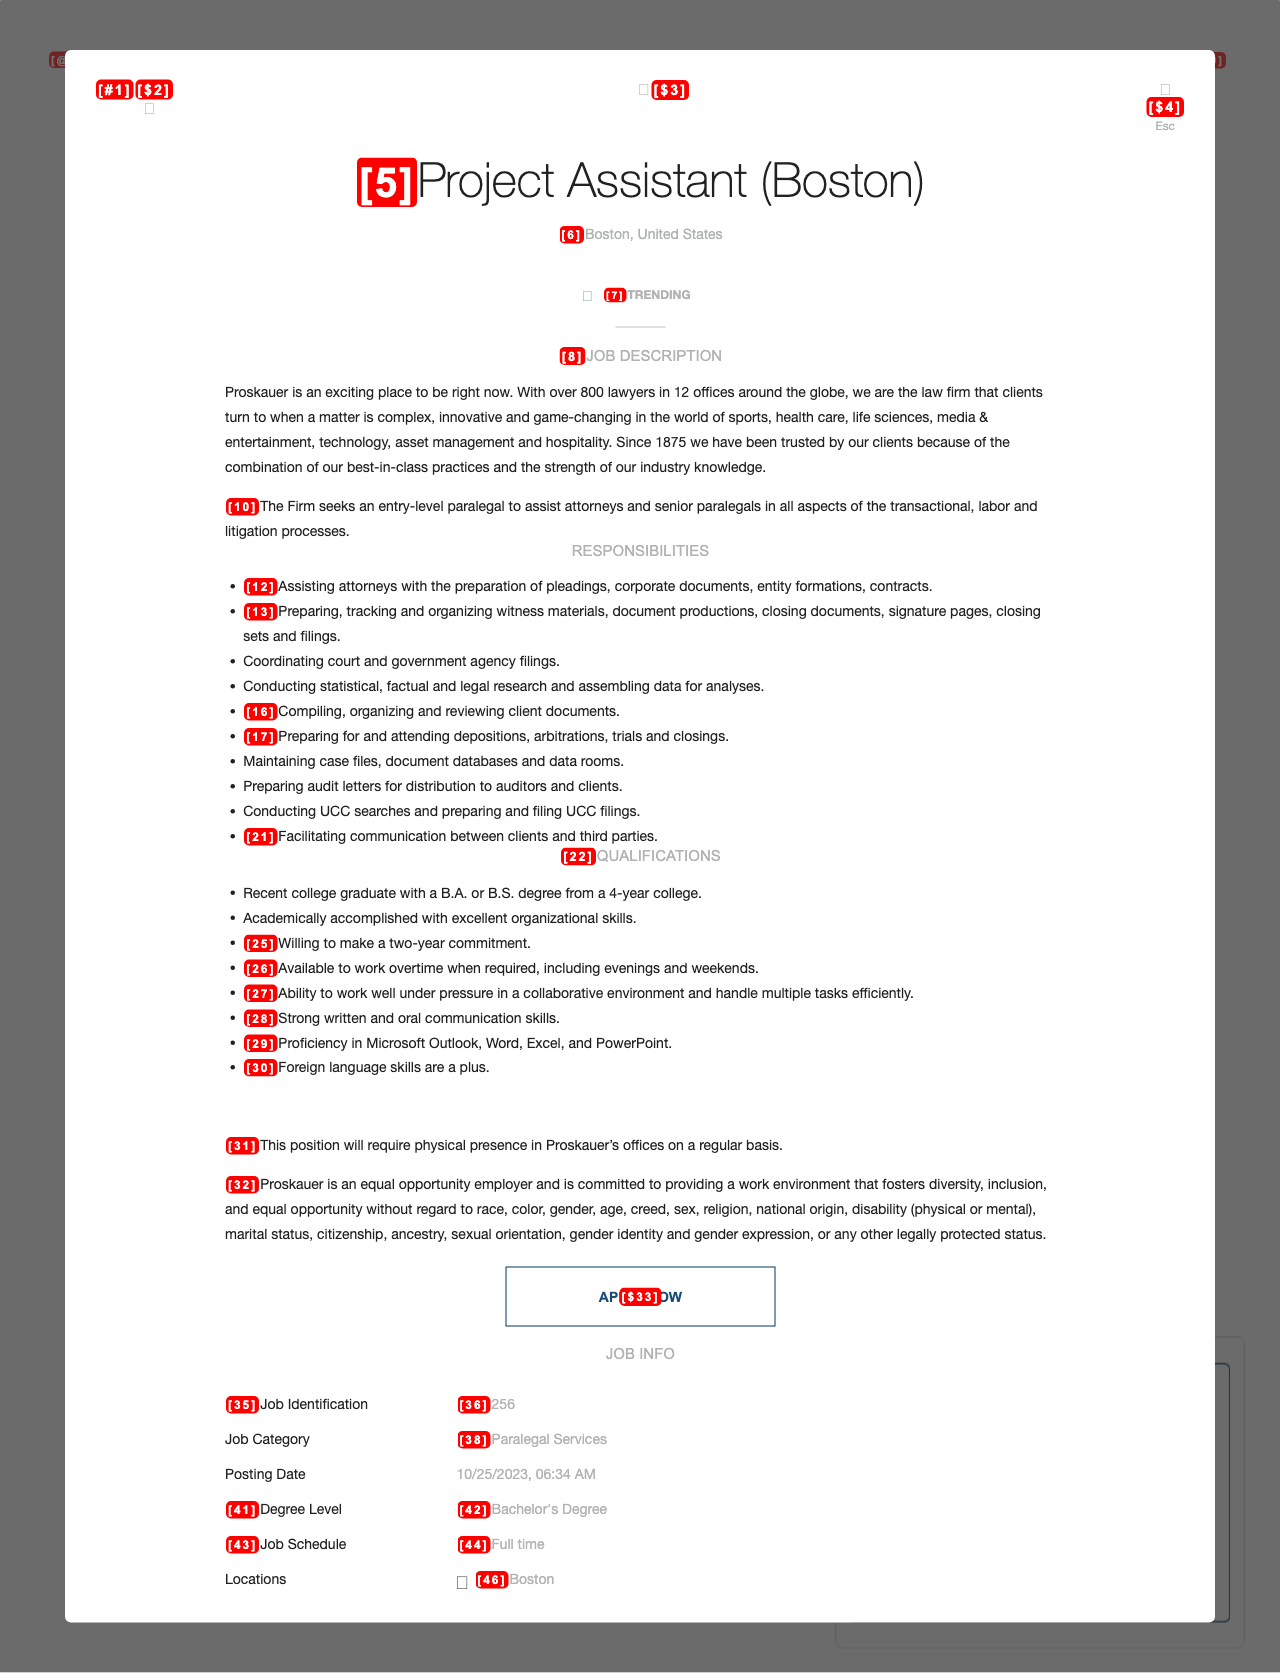 [#1] [$2]
[$3]
[$4]
Esc
[5] Project Assistant (Boston)
[6] Boston, United States
[7] TRENDING
[8] JOB DESCRIPTION
Proskauer is an exciting place to be right now. With over 800 lawyers in 12 offices around the globe, we are the law firm that clients
turn to when a matter is complex, innovative and game-changing in the world of sports, health care, life sciences, media &
entertainment, technology, asset management and hospitality. Since 1875 we have been trusted by our clients because of the
combination of our best-in-class practices and the strength of our industry knowledge.
[10] The Firm seeks an entry-level paralegal to assist attorneys and senior paralegals in all aspects of the transactional, labor and
litigation processes.
RESPONSIBILITIES
• [12] Assisting attorneys with the preparation of pleadings, corporate documents, entity formations, contracts.
• [13] Preparing, tracking and organizing witness materials, document productions, closing documents, signature pages, closing
sets and filings.
• Coordinating court and government agency filings.
• Conducting statistical, factual and legal research and assembling data for analyses.
• [16] Compiling, organizing and reviewing client documents.
• [17] Preparing for and attending depositions, arbitrations, trials and closings.
• Maintaining case files, document databases and data rooms.
• Preparing audit letters for distribution to auditors and clients.
• Conducting UCC searches and preparing and filing UCC filings.
• [21] Facilitating communication between clients and third parties.
[22] QUALIFICATIONS
• Recent college graduate with a B.A. or B.S. degree from a 4-year college.
• Academically accomplished with excellent organizational skills.
• [25] Willing to make a two-year commitment.
• [26] Available to work overtime when required, including evenings and weekends.
• [27] Ability to work well under pressure in a collaborative environment and handle multiple tasks efficiently.
• [28] Strong written and oral communication skills.
• [29] Proficiency in Microsoft Outlook, Word, Excel, and PowerPoint.
• [30] Foreign language skills are a plus.
[31] This position will require physical presence in Proskauer's offices on a regular basis.
[32] Proskauer is an equal opportunity employer and is committed to providing a work environment that fosters diversity, inclusion,
and equal opportunity without regard to race, color, gender, age, creed, sex, religion, national origin, disability (physical or mental),
marital status, citizenship, ancestry, sexual orientation, gender identity and gender expression, or any other legally protected status.
AP [$33] OW
JOB INFO
[35] Job Identification [36] 256
Job Category [38] Paralegal Services
Posting Date 10/25/2023, 06:34 AM
[41] Degree Level [42] Bachelor's Degree
[43] Job Schedule [44] Full time
Locations [46] Boston